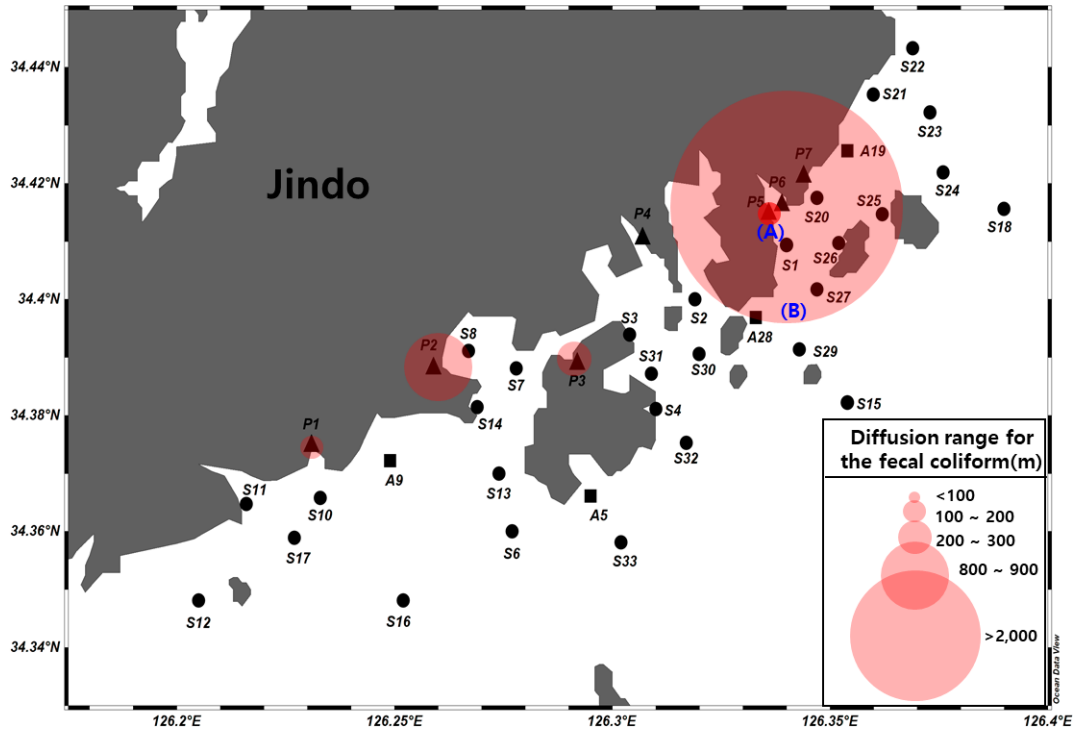 34.44°N
34.42°N
34.4°N
34.38°N
34.36°N
34.34°N
126.2°E
126.25°E
126.3°E
126.35°E
126.4°E
Jindo
S22
S21
S23
A19
P7
S24
P6
P5
S20
S25
S18
(A)
S1
S26
P4
S27
(B)
S2
A28
S3
S8
P2
S31
S30
S29
S7
P3
S15
S14
S4
P1
S32
A9
S11
S13
S10
A5
S17
S6
S33
S12
S16
Diffusion range for
the fecal coliform(m)
<100
100 ~ 200
200 ~ 300
800 ~ 900
>2,000
Ocean Data View